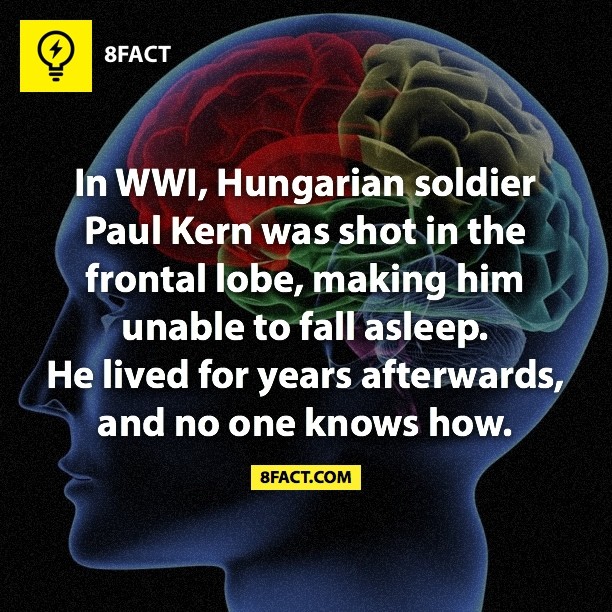 8FACT
In WWI, Hungarian soldier
Paul Kern was shot in the
frontal lobe, making him
unable to fall asleep.
He lived for years afterwards,
and no one knows how.
8FACT.COM